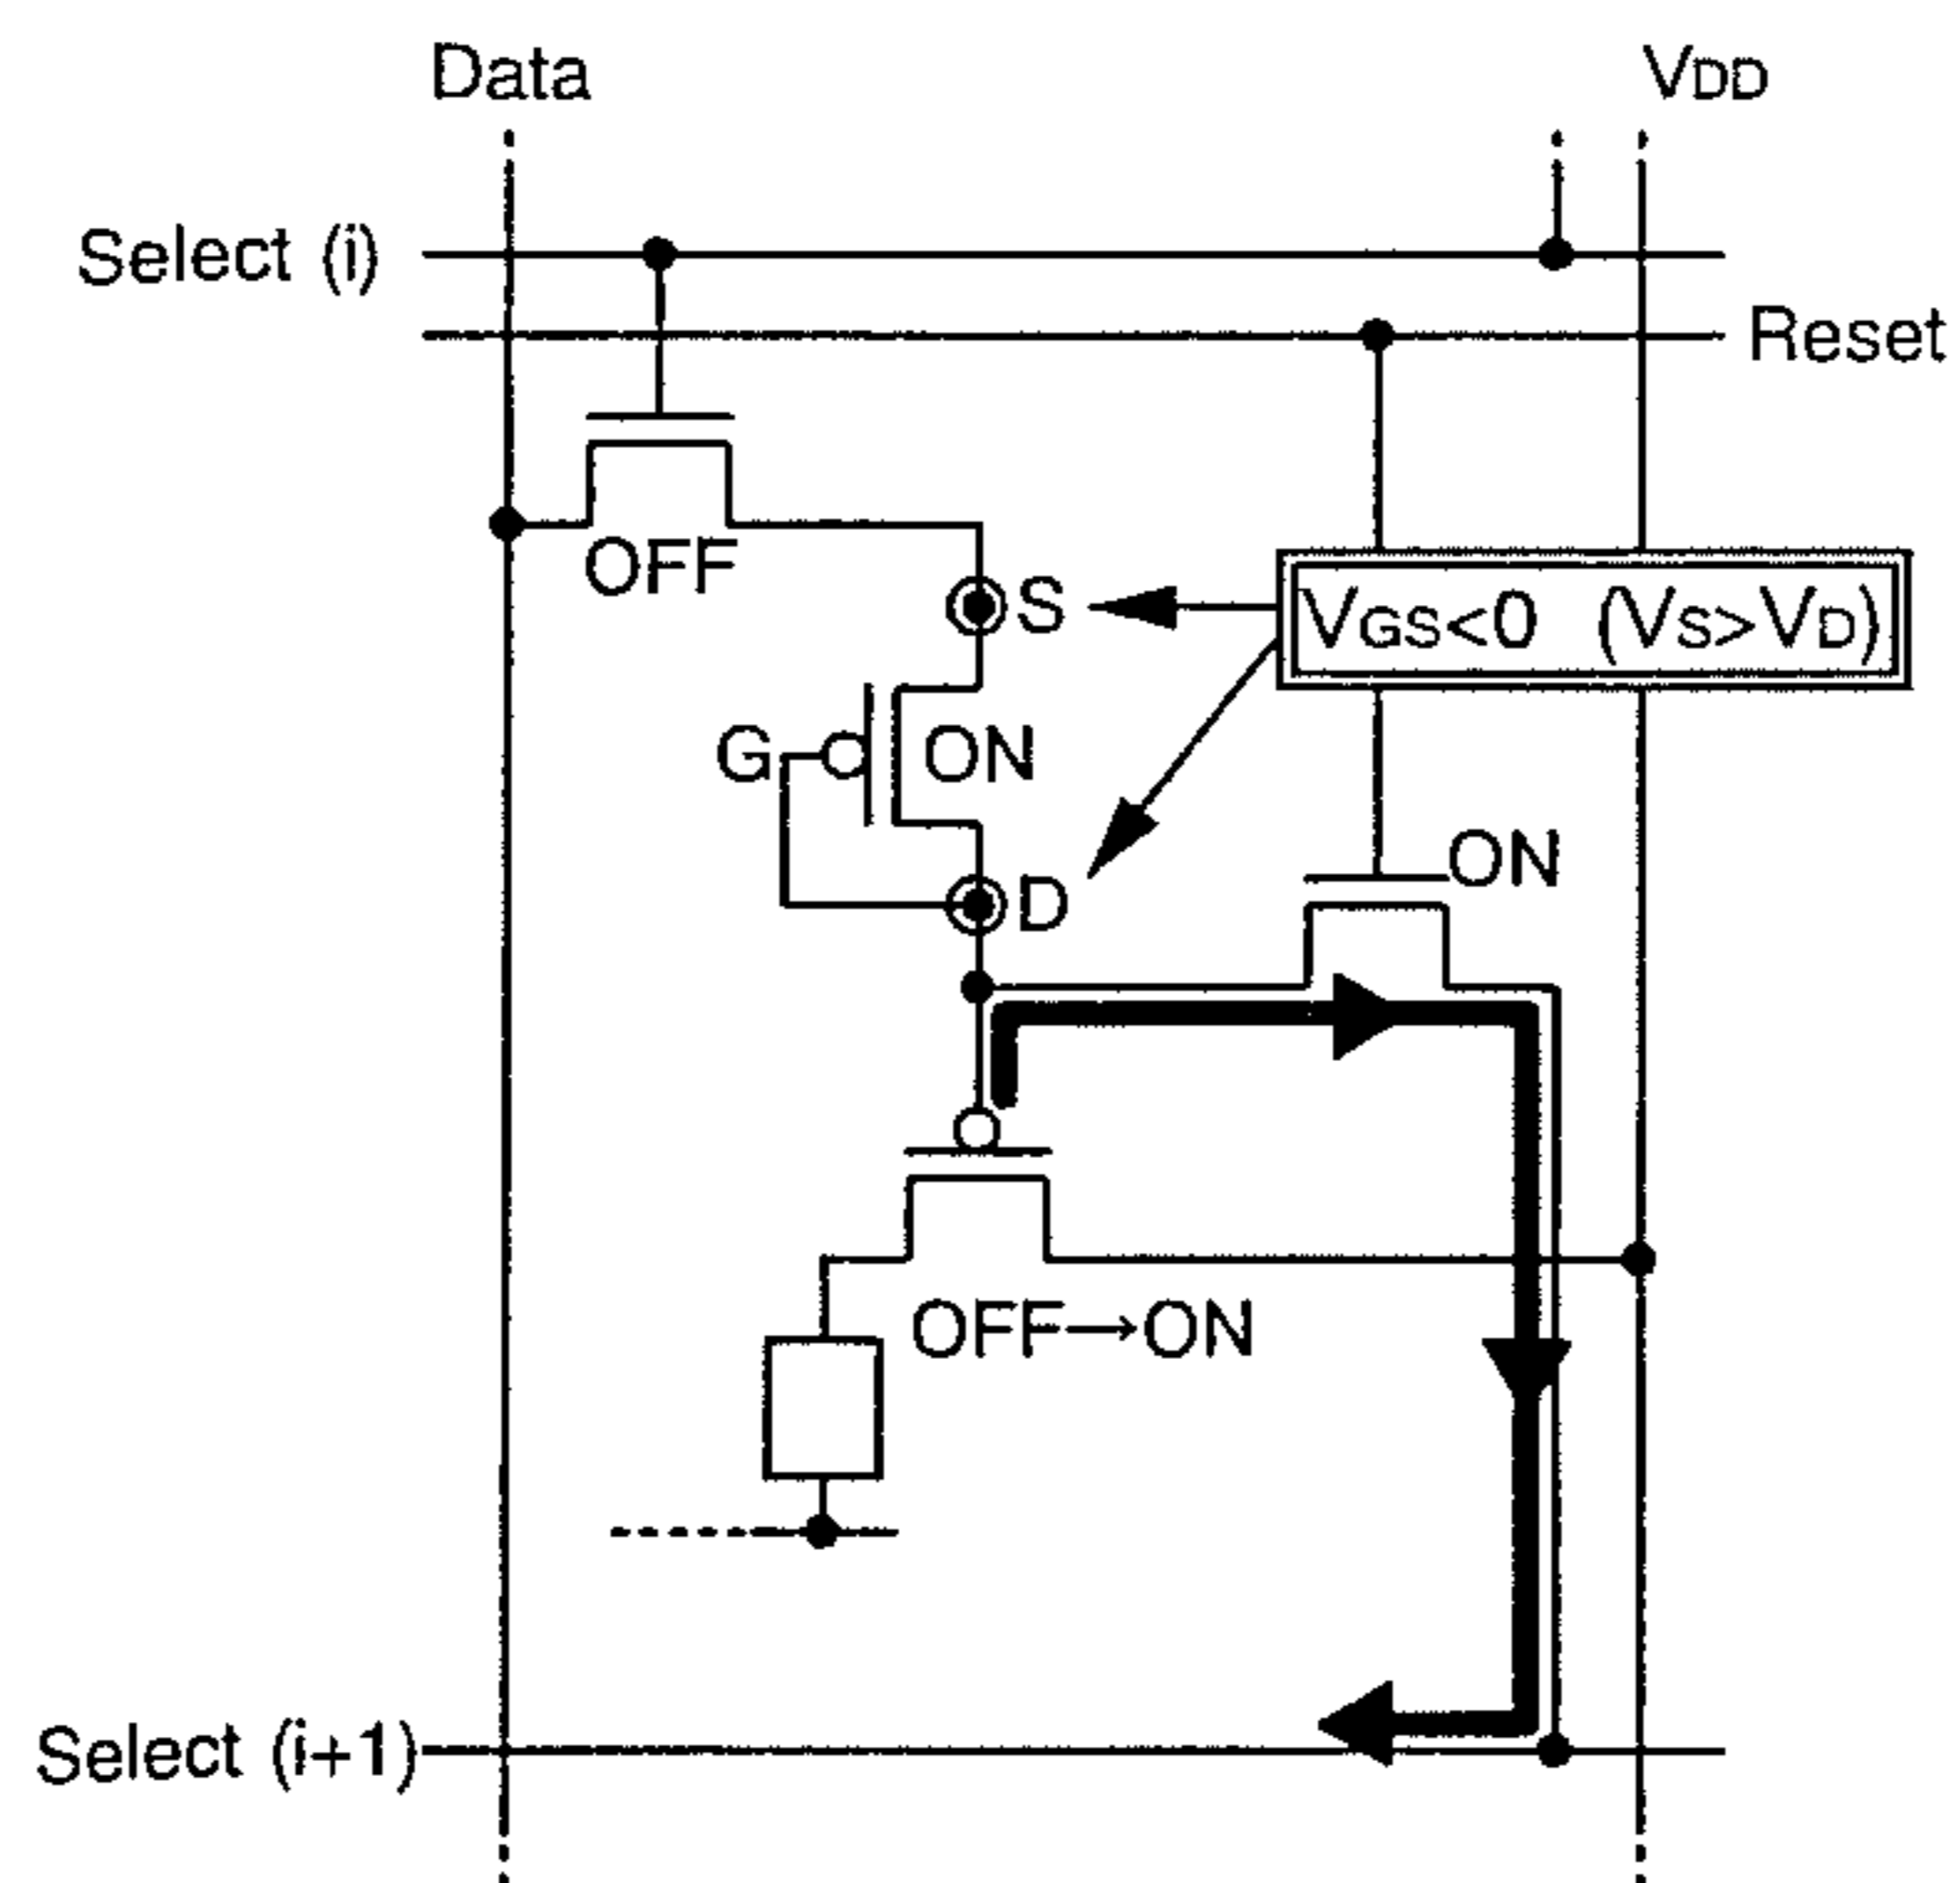 Data
VDD
Select (i)
Reset
OFF
S
VGS<0 (VS>VD)
G
ON
ON
D
OFF→ON
Select (i+1)